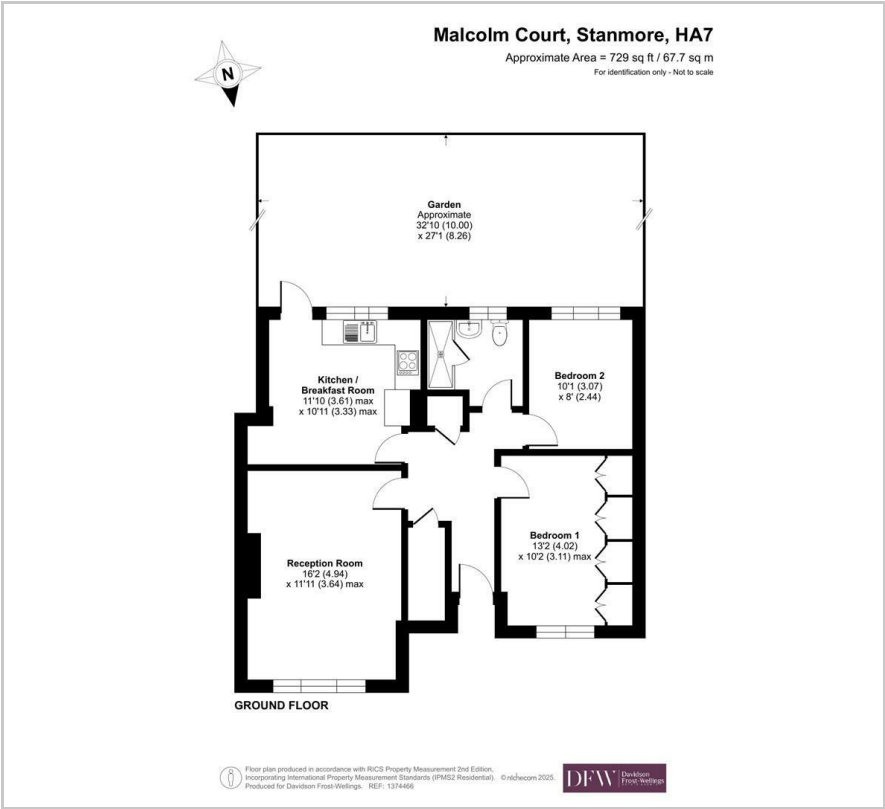 Malcolm Court, Stanmore, HA7
Approximate Area = 729 sq ft / 67.7 sq m
For identification only - Not to scale
N
Garden
Approximate
32'10 (10.00)
x 27'1 (8.26)
Kitchen /
Breakfast Room
11'10 (3.61) max
x 10'11 (3.33) max
Bedroom 2
10'1 (3.07)
x 8' (2.44)
Reception Room
16'2 (4.94)
x 11'11 (3.64) max
Bedroom 1
13'2 (4.02)
x 10'2 (3.11) max
GROUND FLOOR
Floor plan produced in accordance with RICS Property Measurement 2nd Edition,
Incorporating International Property Measurement Standards (IPMS2 Residential). © nichecom 2025.
Produced for Davidson Frost-Wellings. REF: 1374466
DFW
Davidson
Frost-Wellings